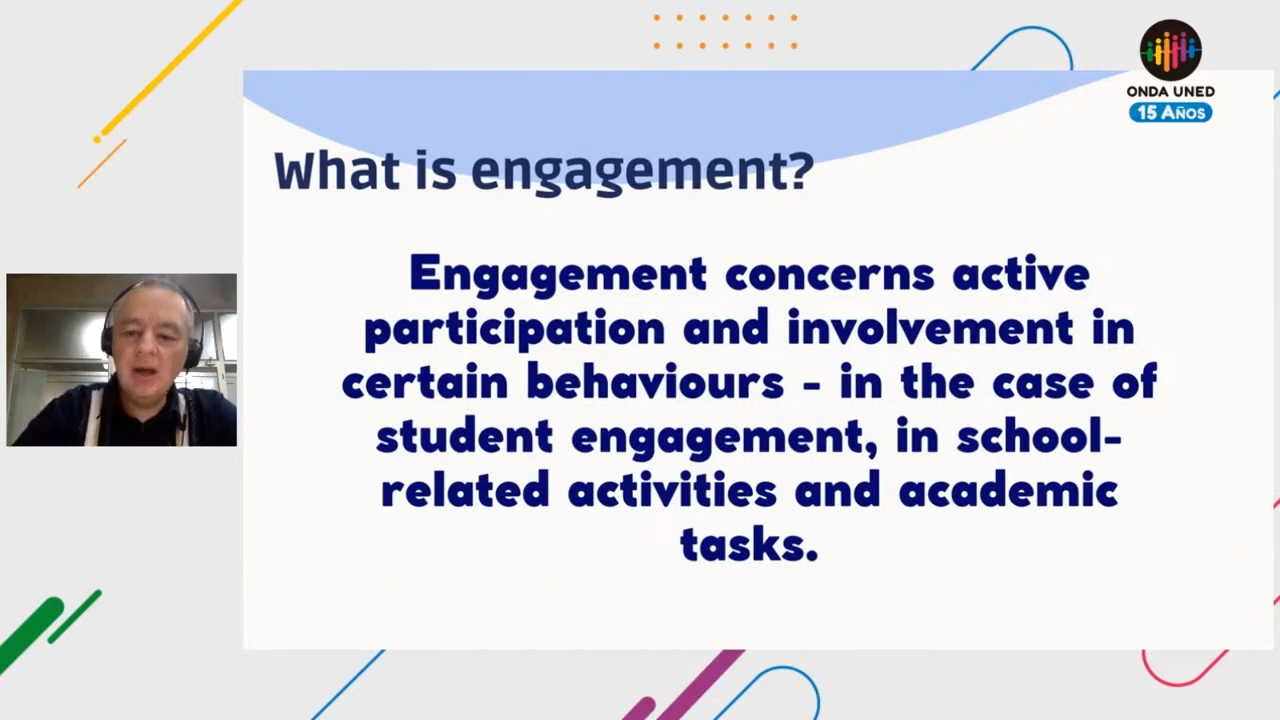 ONDA UNED
15 AÑOS
What is engagement?
Engagement concerns active
participation and involvement in
certain behaviours - in the case of
student engagement, in school-
related activities and academic
tasks.